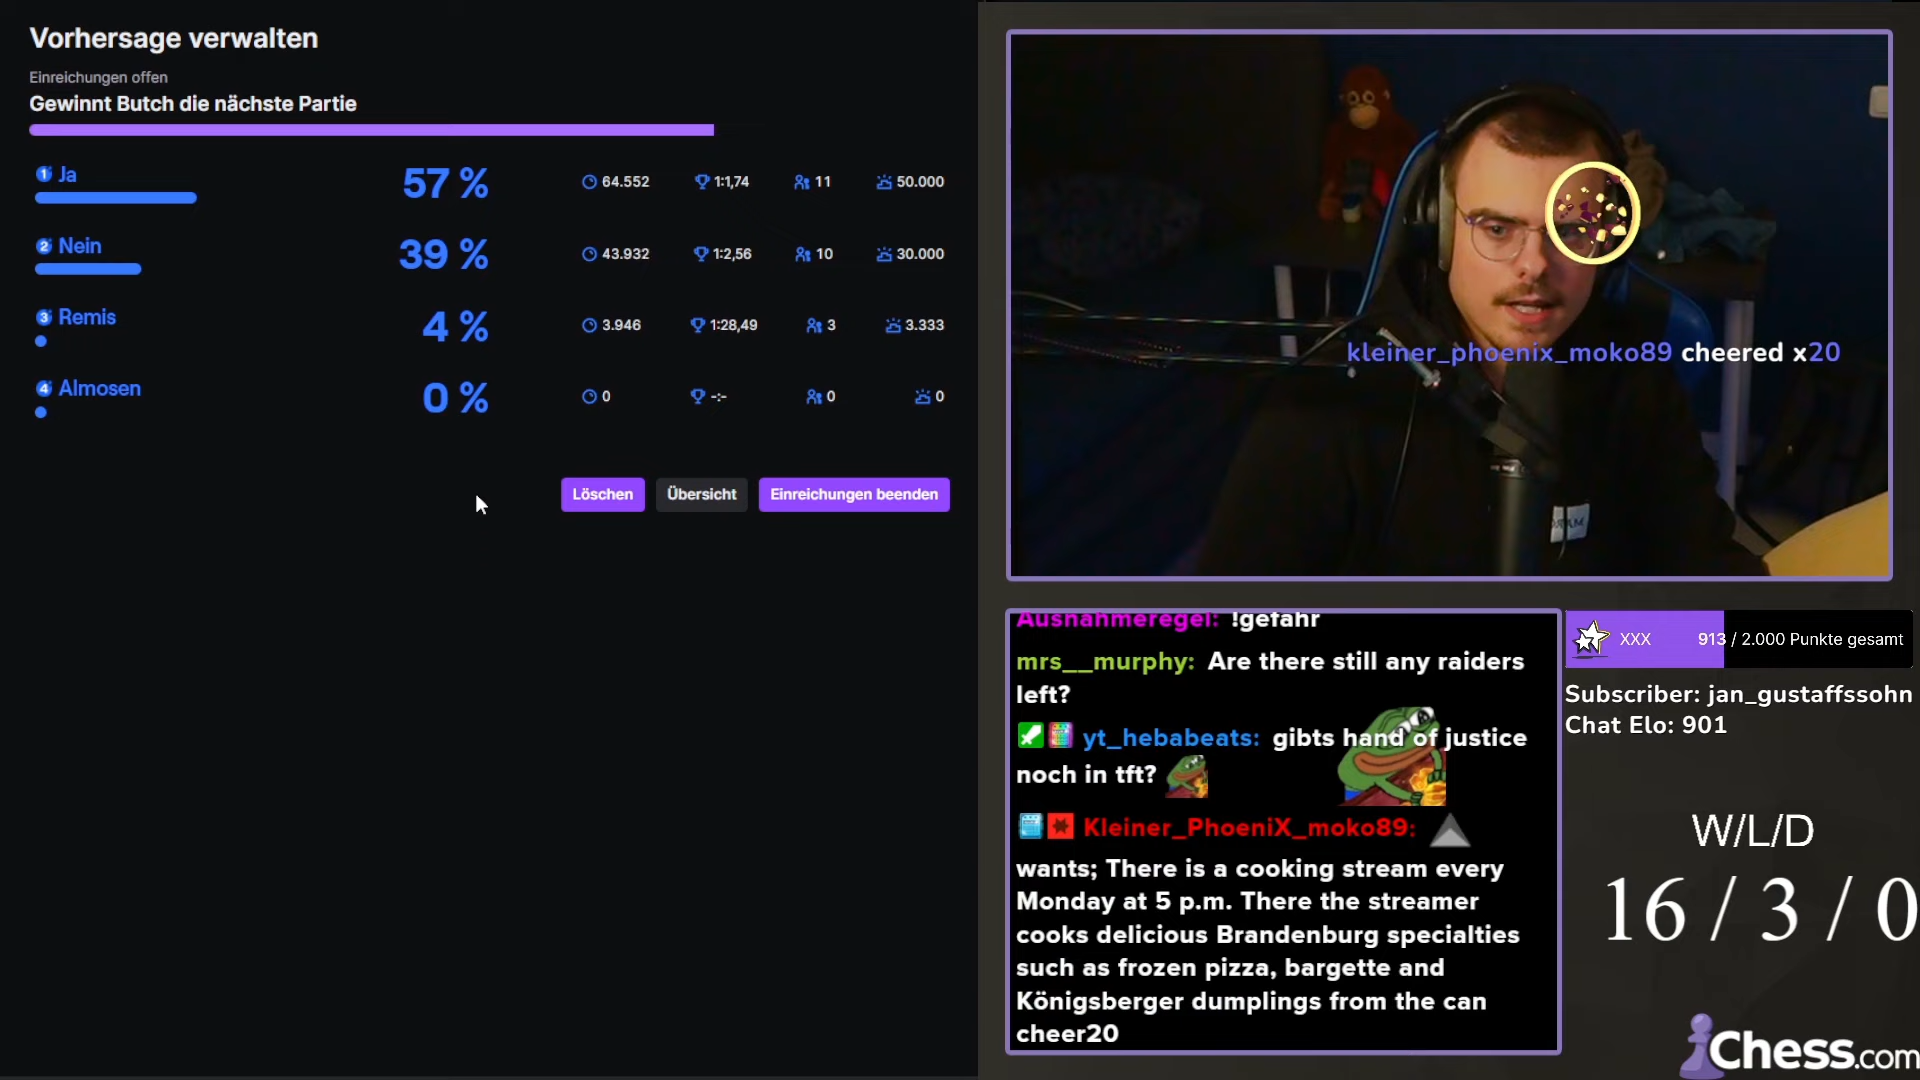 Vorhersage verwalten
Einreichungen offen
Gewinnt Butch die nächste Partie
1 Ja 57 % 64.552 1:1,74 11 50.000
2 Nein 39 % 43.932 1:2,56 10 30.000
3 Remis 4 % 3.946 1:28,49 3 3.333
4 Almosen 0 % 0 -:- 0 0
Löschen Übersicht Einreichungen beenden
kleiner_phoenix_moko89 cheered x20
Ausnahmeregel: !gefahr
mrs__murphy: Are there still any raiders
left?
yt_hebabeats: gibts hand of justice
noch in tft?
Kleiner_PhoeniX_moko89:
wants; There is a cooking stream every
Monday at 5 p.m. There the streamer
cooks delicious Brandenburg specialties
such as frozen pizza, bargette and
Königsberger dumplings from the can
cheer20
XXX 913 / 2.000 Punkte gesamt
Subscriber: jan_gustaffssohn
Chat Elo: 901
W/L/D
16 / 3 / 0
Chess.com